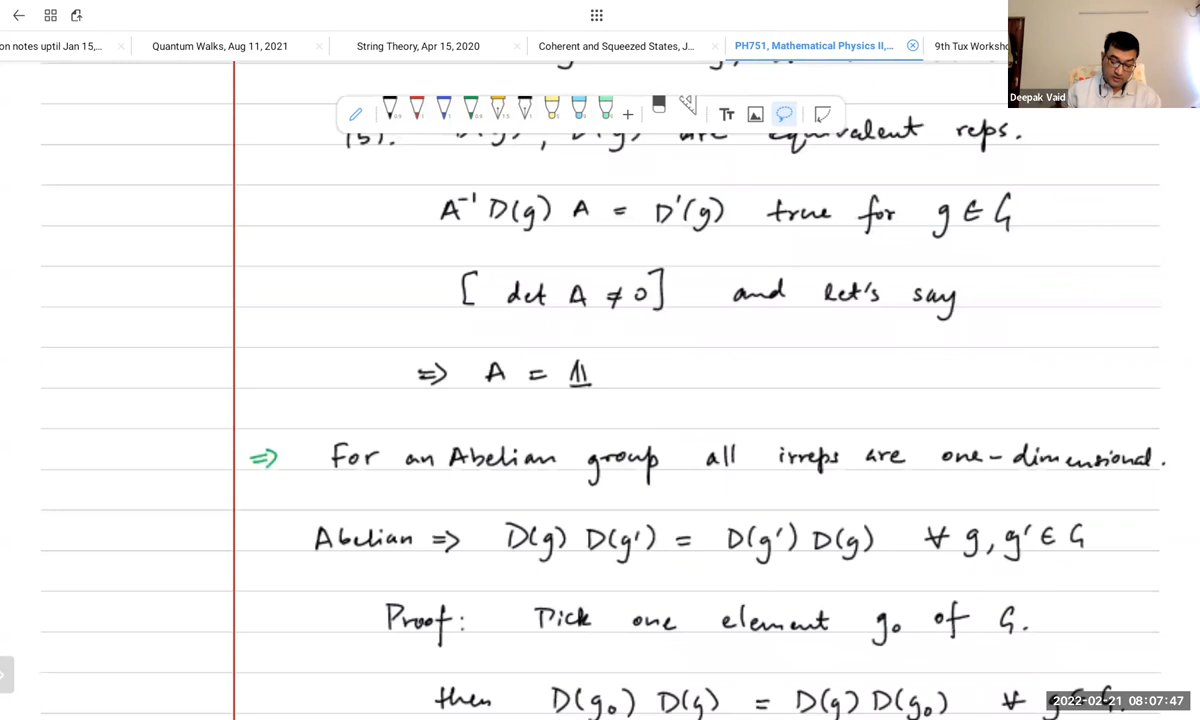 on notes uptil Jan 15,... Quantum Walks, Aug 11, 2021 String Theory, Apr 15, 2020 Coherent and Squeezed States, J... PH751, Mathematical Physics II,... 9th Tux Worksho
Deepak Vaid
TT
are equivalent reps.
A⁻¹ D(g) A = D'(g) true for g ∈ G
[ det A ≠ 0 ] and let's say
⇒ A = 𝟙
⇒ For an Abelian group all irreps are one-dimensional.
Abelian ⇒ D(g) D(g') = D(g') D(g) ∀ g, g' ∈ G
Proof: Pick one element g₀ of G.
then D(g₀) D(g) = D(g) D(g₀) ∀ g ∈ G.
2022-02-21 08:07:47